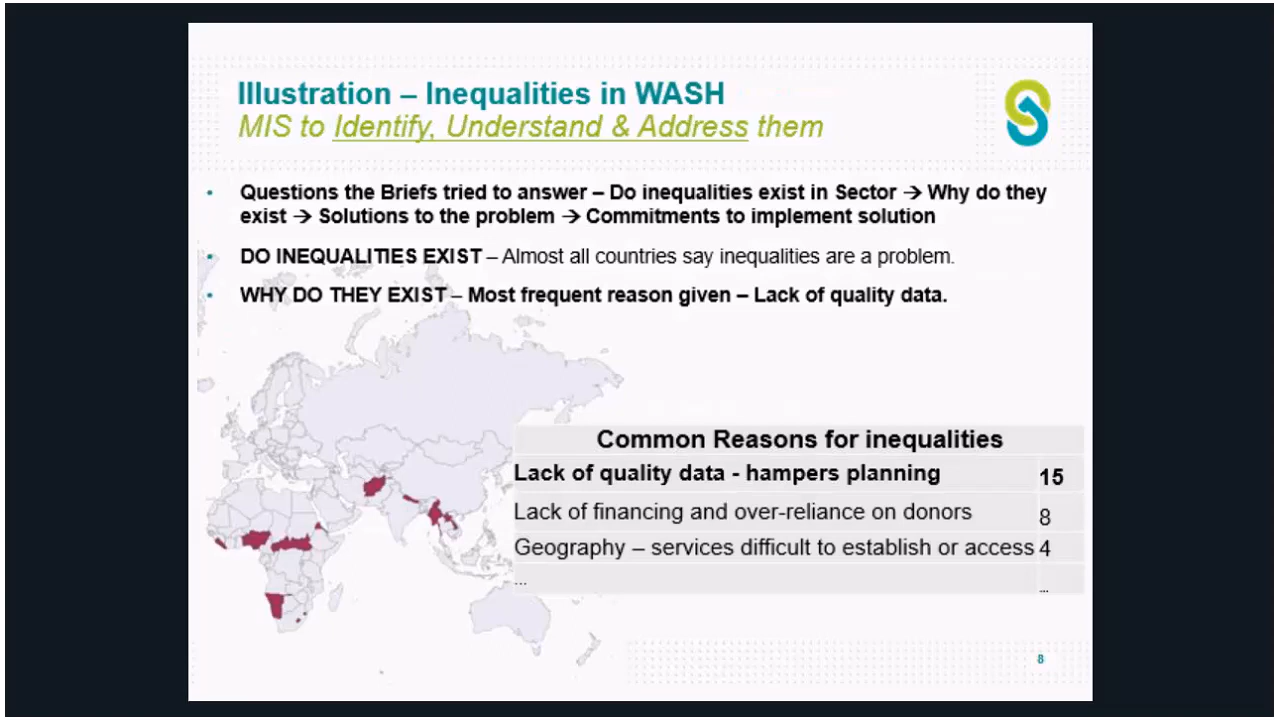 Illustration – Inequalities in WASH
MIS to Identify, Understand & Address them
• Questions the Briefs tried to answer – Do inequalities exist in Sector → Why do they
exist → Solutions to the problem → Commitments to implement solution
• DO INEQUALITIES EXIST – Almost all countries say inequalities are a problem.
• WHY DO THEY EXIST – Most frequent reason given – Lack of quality data.
Common Reasons for inequalities
Lack of quality data - hampers planning 15
Lack of financing and over-reliance on donors 8
Geography – services difficult to establish or access 4
... ...
8